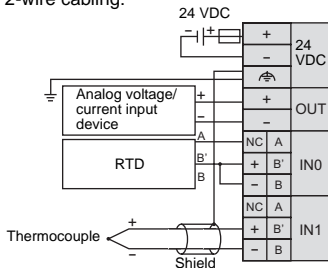 2-wire cabling:
24 VDC
− +
+
−
24
VDC
Analog voltage/
current input
device
+
−
+
−
OUT
RTD
A
B'
B
NC A
+ B'
− B
IN0
Thermocouple
+
−
Shield
NC A
+ B'
− B
IN1